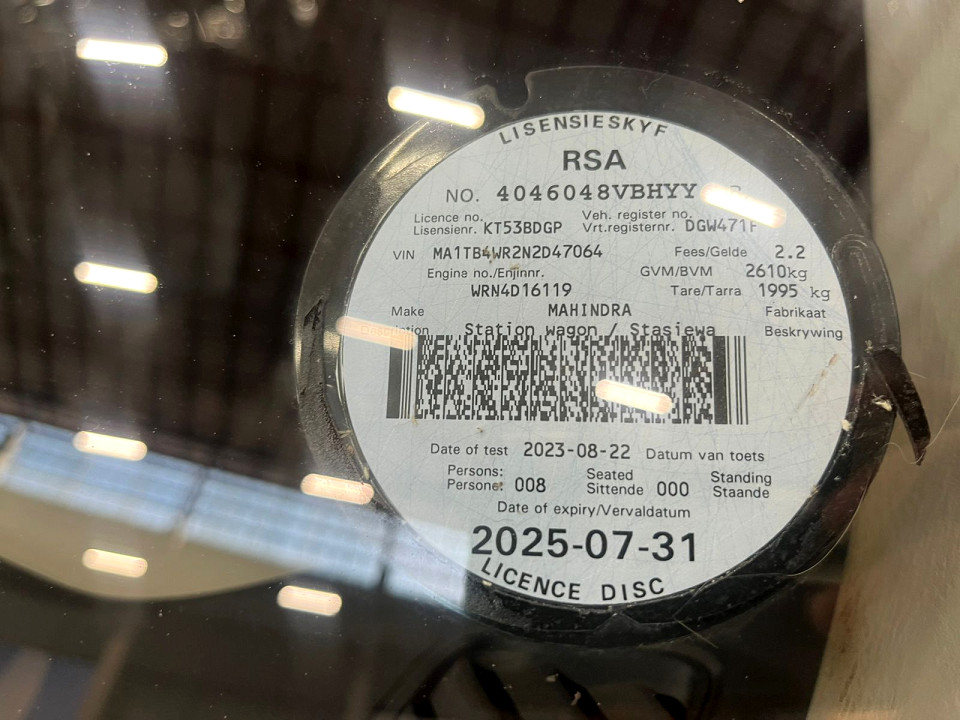 LISENSIESKYF
RSA
NO. 4046048VBHYY
Licence no. Veh. register no.
Lisensienr. KT53BDGP Vrt.registernr.
VIN MA1TB4WR2N2D47064 Fees/Gelde 2.2
Engine no./Enjinnr. GVM/BVM 2610kg
WRN4D16119 Tare/Tarra 1995 kg
Make MAHINDRA Fabrikaat
Description Station wagon / Stasiewa Beskrywing
Date of test 2023-08-22 Datum van toets
Persons: Seated Standing
Persone: 008 Sittende 000 Staande
Date of expiry/Vervaldatum
2025-07-31
LICENCE DISC